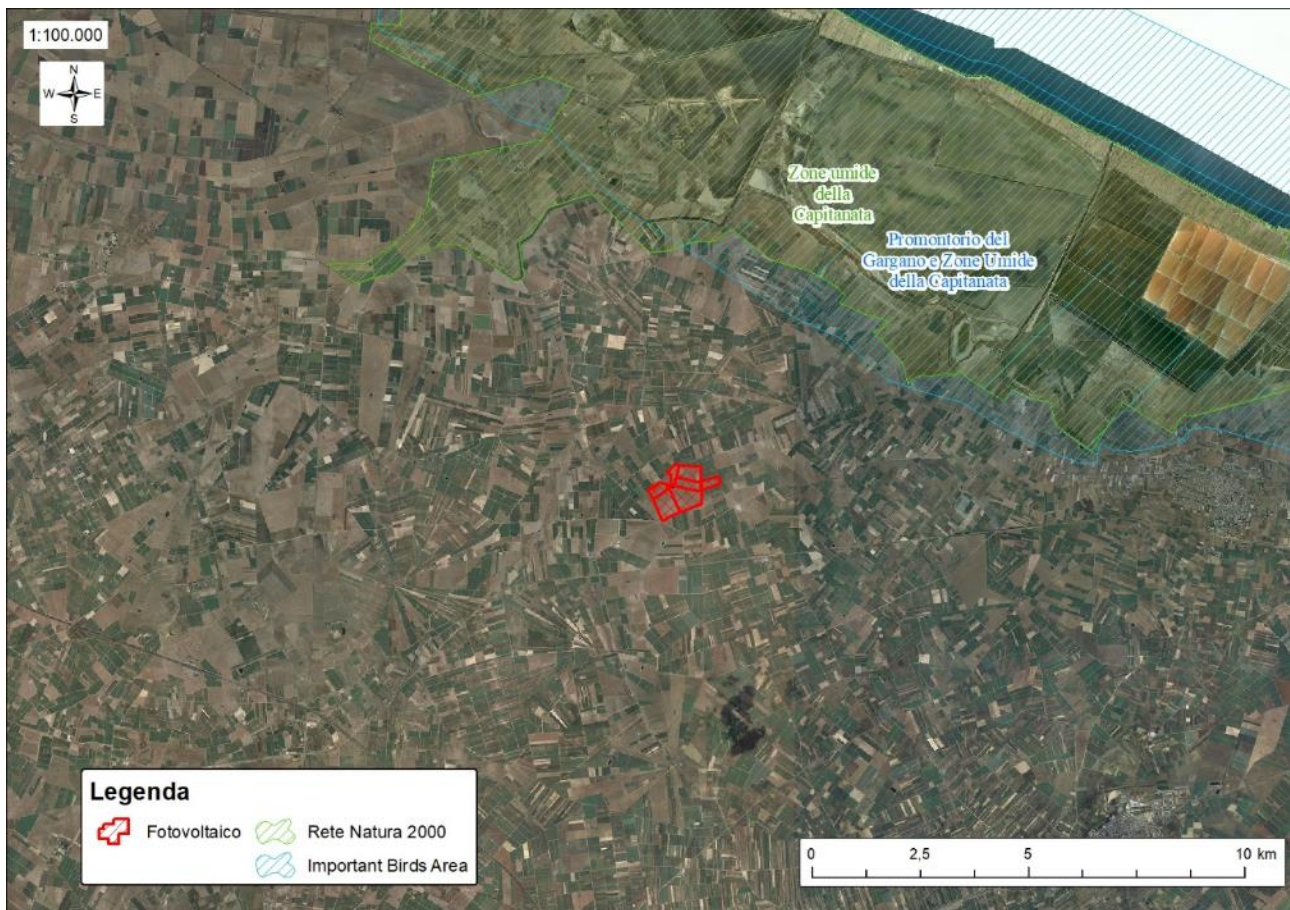 1:100.000
N
W E
S
Zone umide
della
Capitanata
Promontorio del
Gargano e Zone Umide
della Capitanata
Legenda
Fotovoltaico
Rete Natura 2000
Important Birds Area
0 2,5 5 10 km